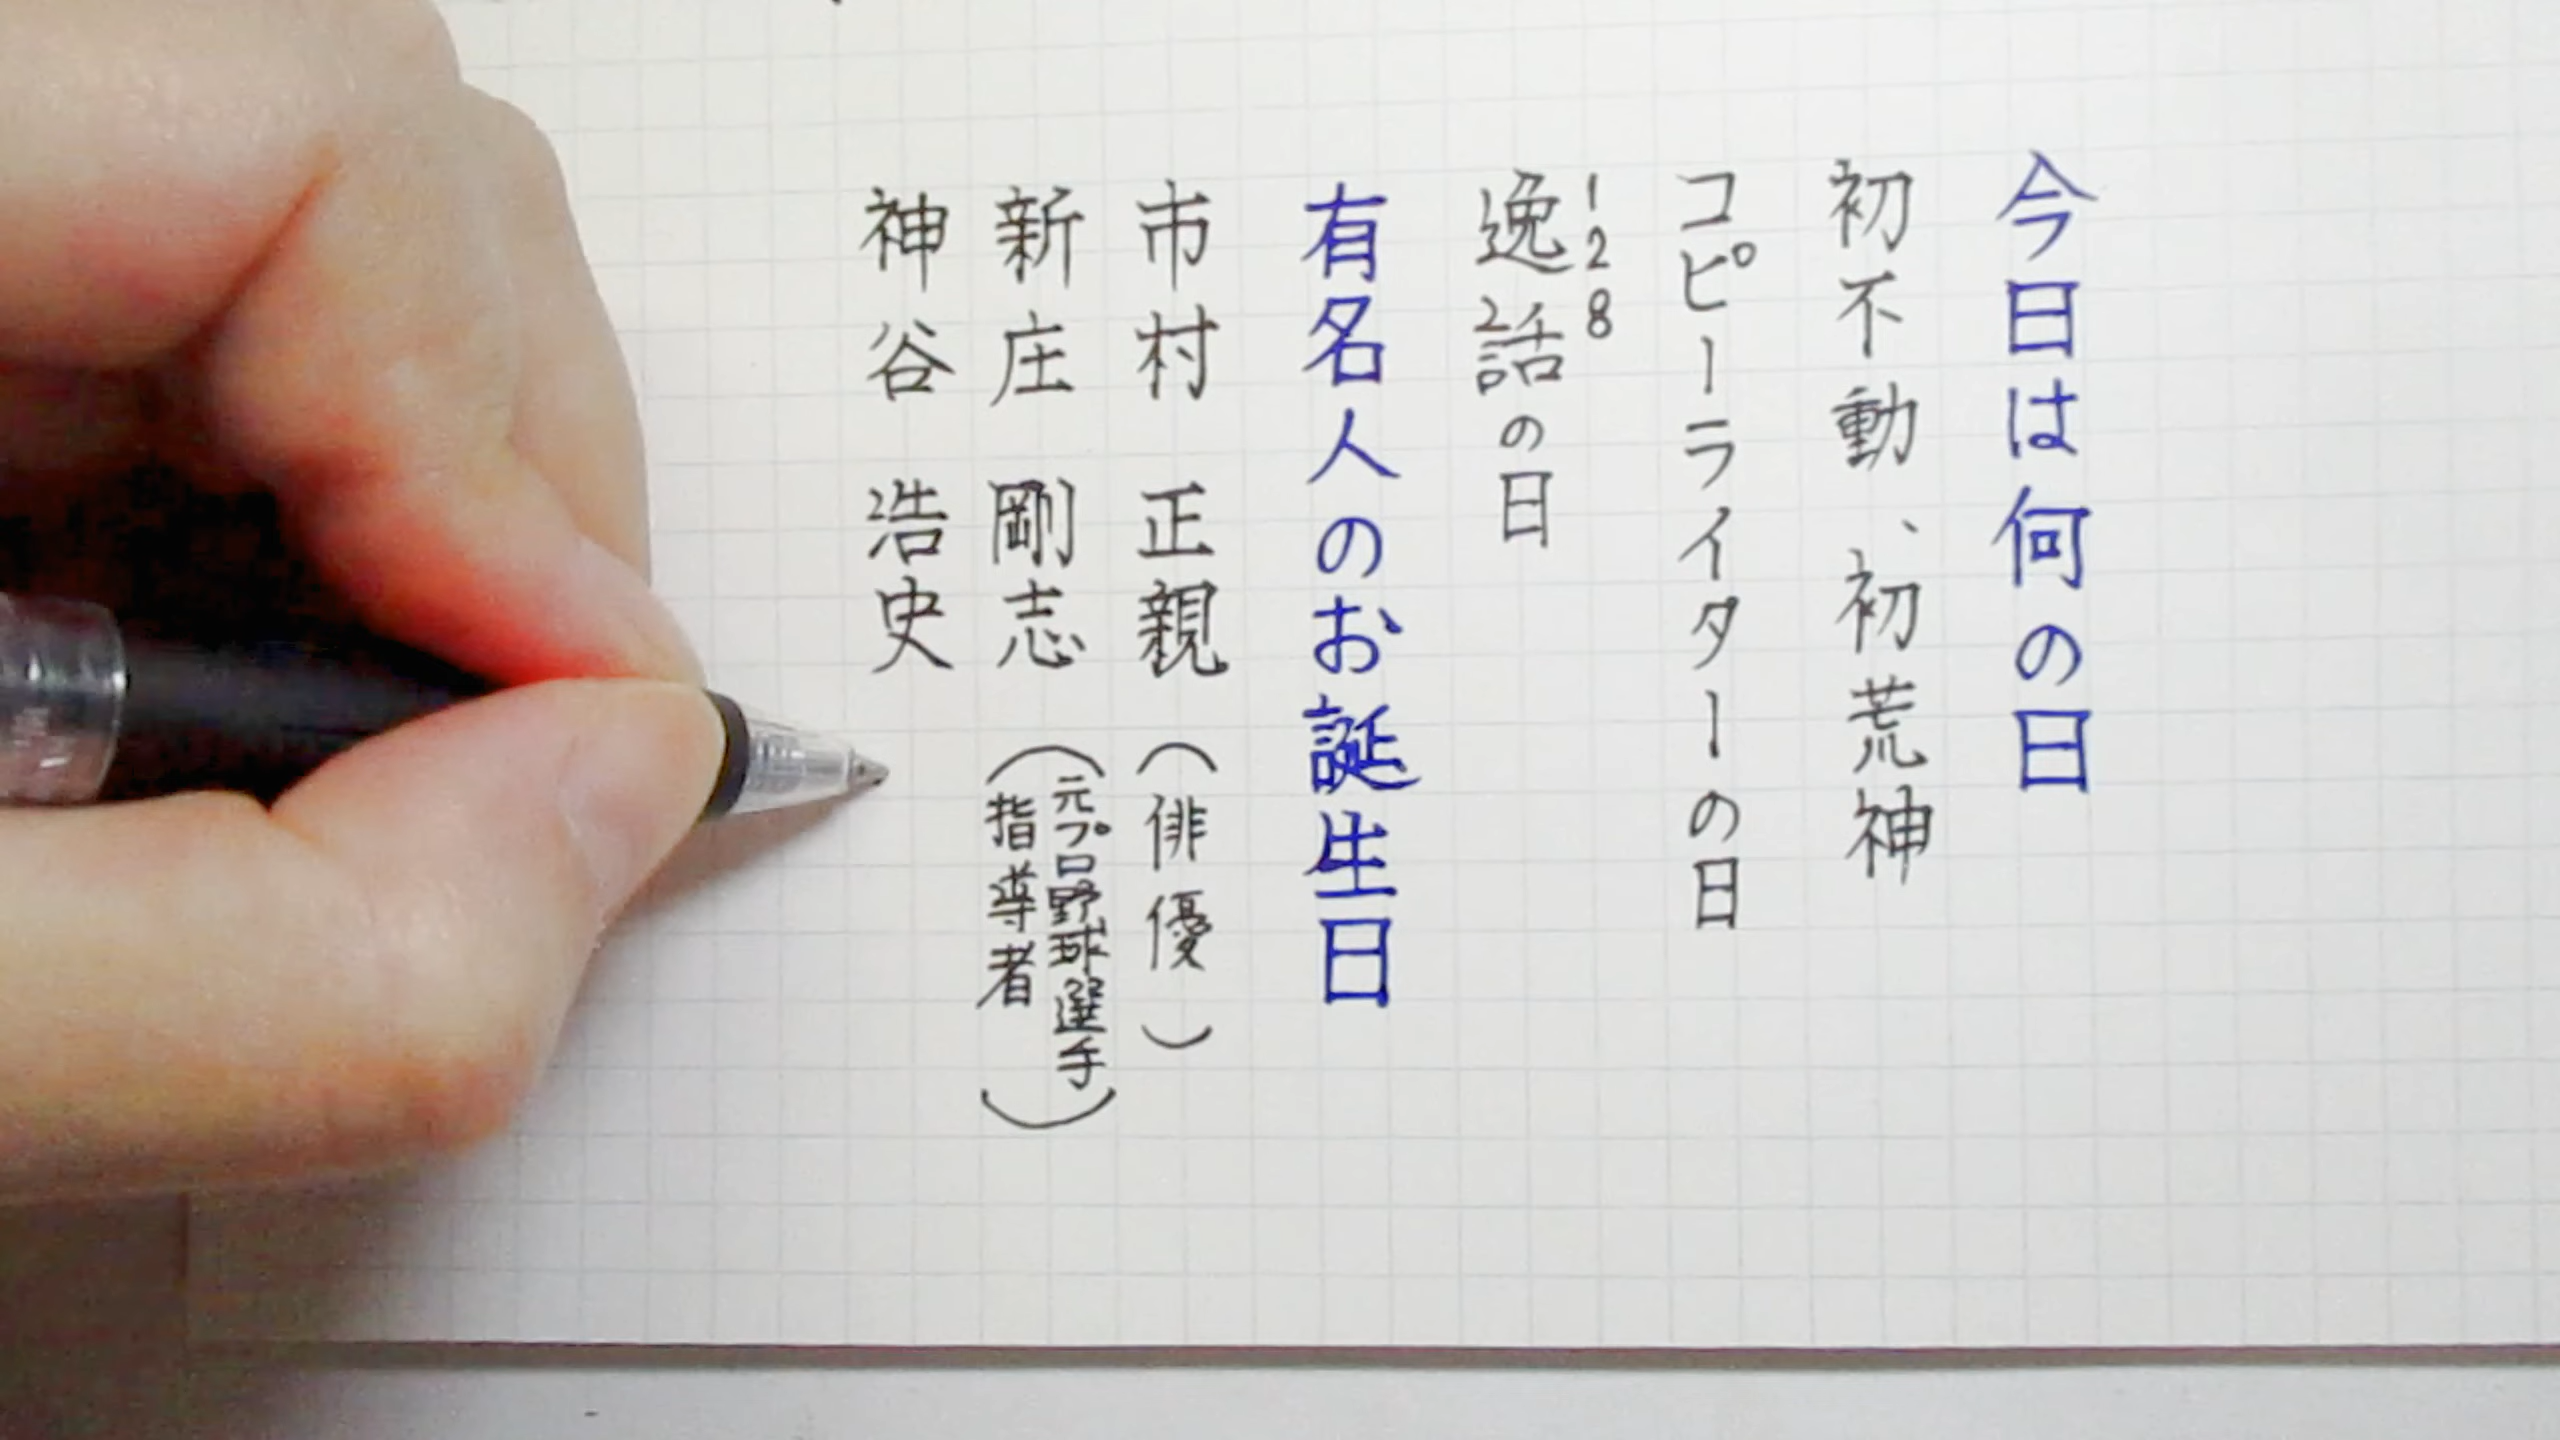 今日は何の日
初不動、初荒神
コピーライターの日
128
逸話の日
有名人のお誕生日
市村 正親 (俳優)
新庄 剛志 (元プロ野球選手
指導者)
神谷 浩史